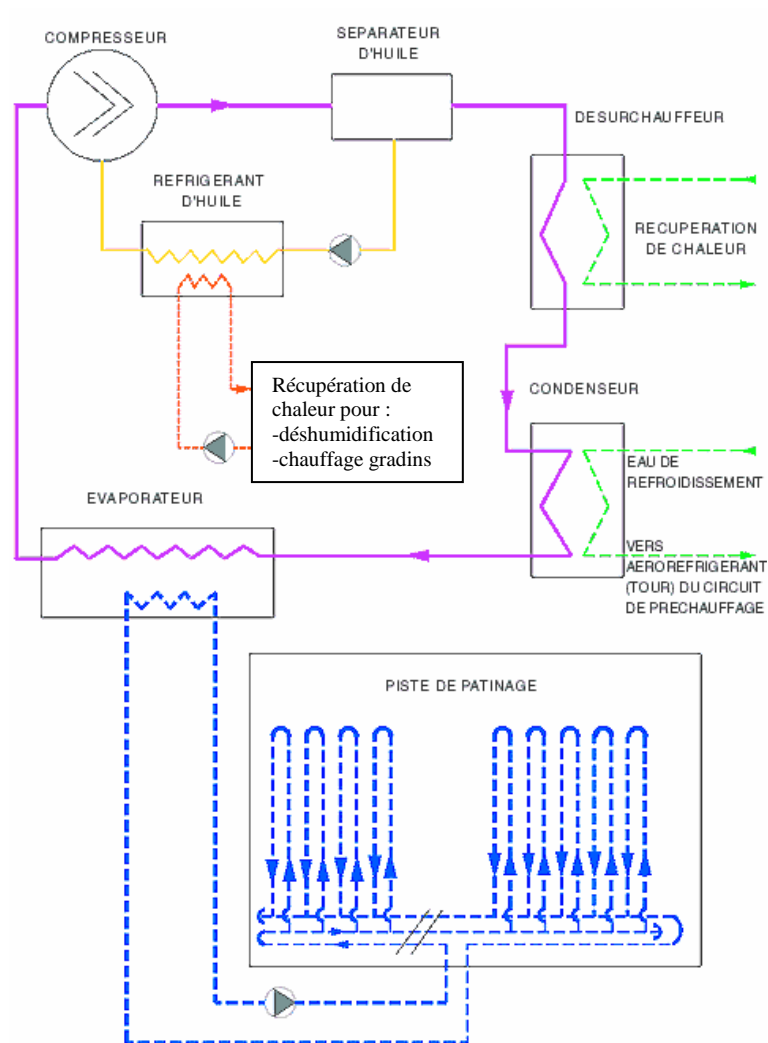 COMPRESSEUR
SEPARATEUR
D'HUILE
DESURCHAUFFEUR
REFRIGERANT
D'HUILE
RECUPERATION
DE CHALEUR
Récupération de
chaleur pour :
-déshumidification
-chauffage gradins
CONDENSEUR
EAU DE
REFROIDISSEMENT
EVAPORATEUR
VERS
AEROREFRIGERANT
(TOUR) DU CIRCUIT
DE PRECHAUFFAGE
PISTE DE PATINAGE